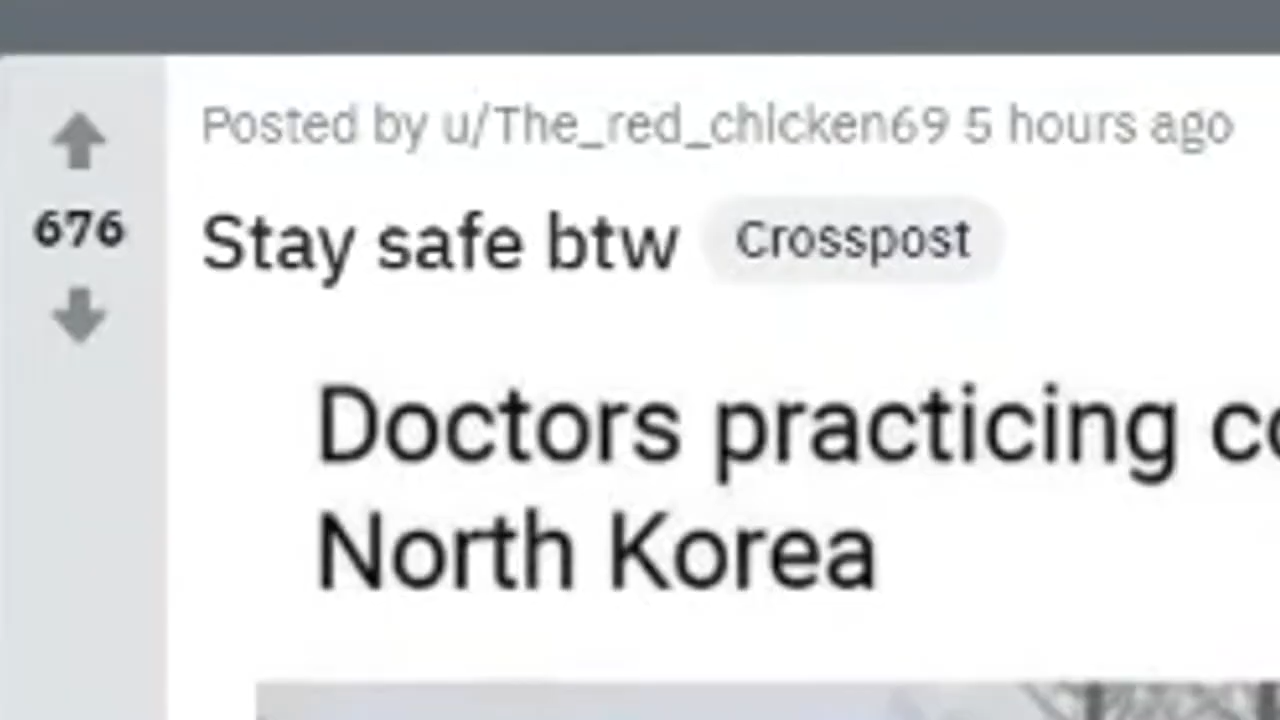 Posted by u/The_red_chicken69 5 hours ago
676
Stay safe btw Crosspost
Doctors practicing
North Korea